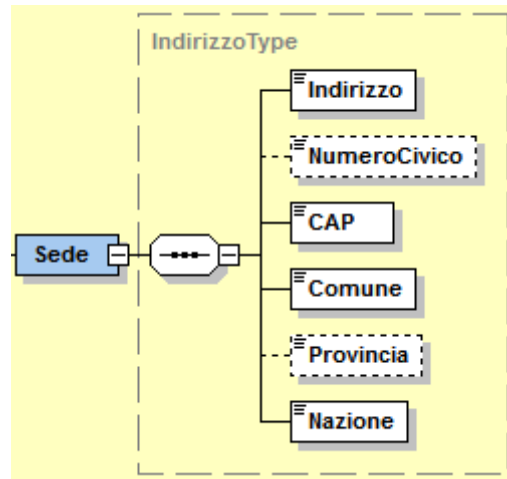 IndirizzoType
Indirizzo
NumeroCivico
CAP
Sede
Comune
Provincia
Nazione